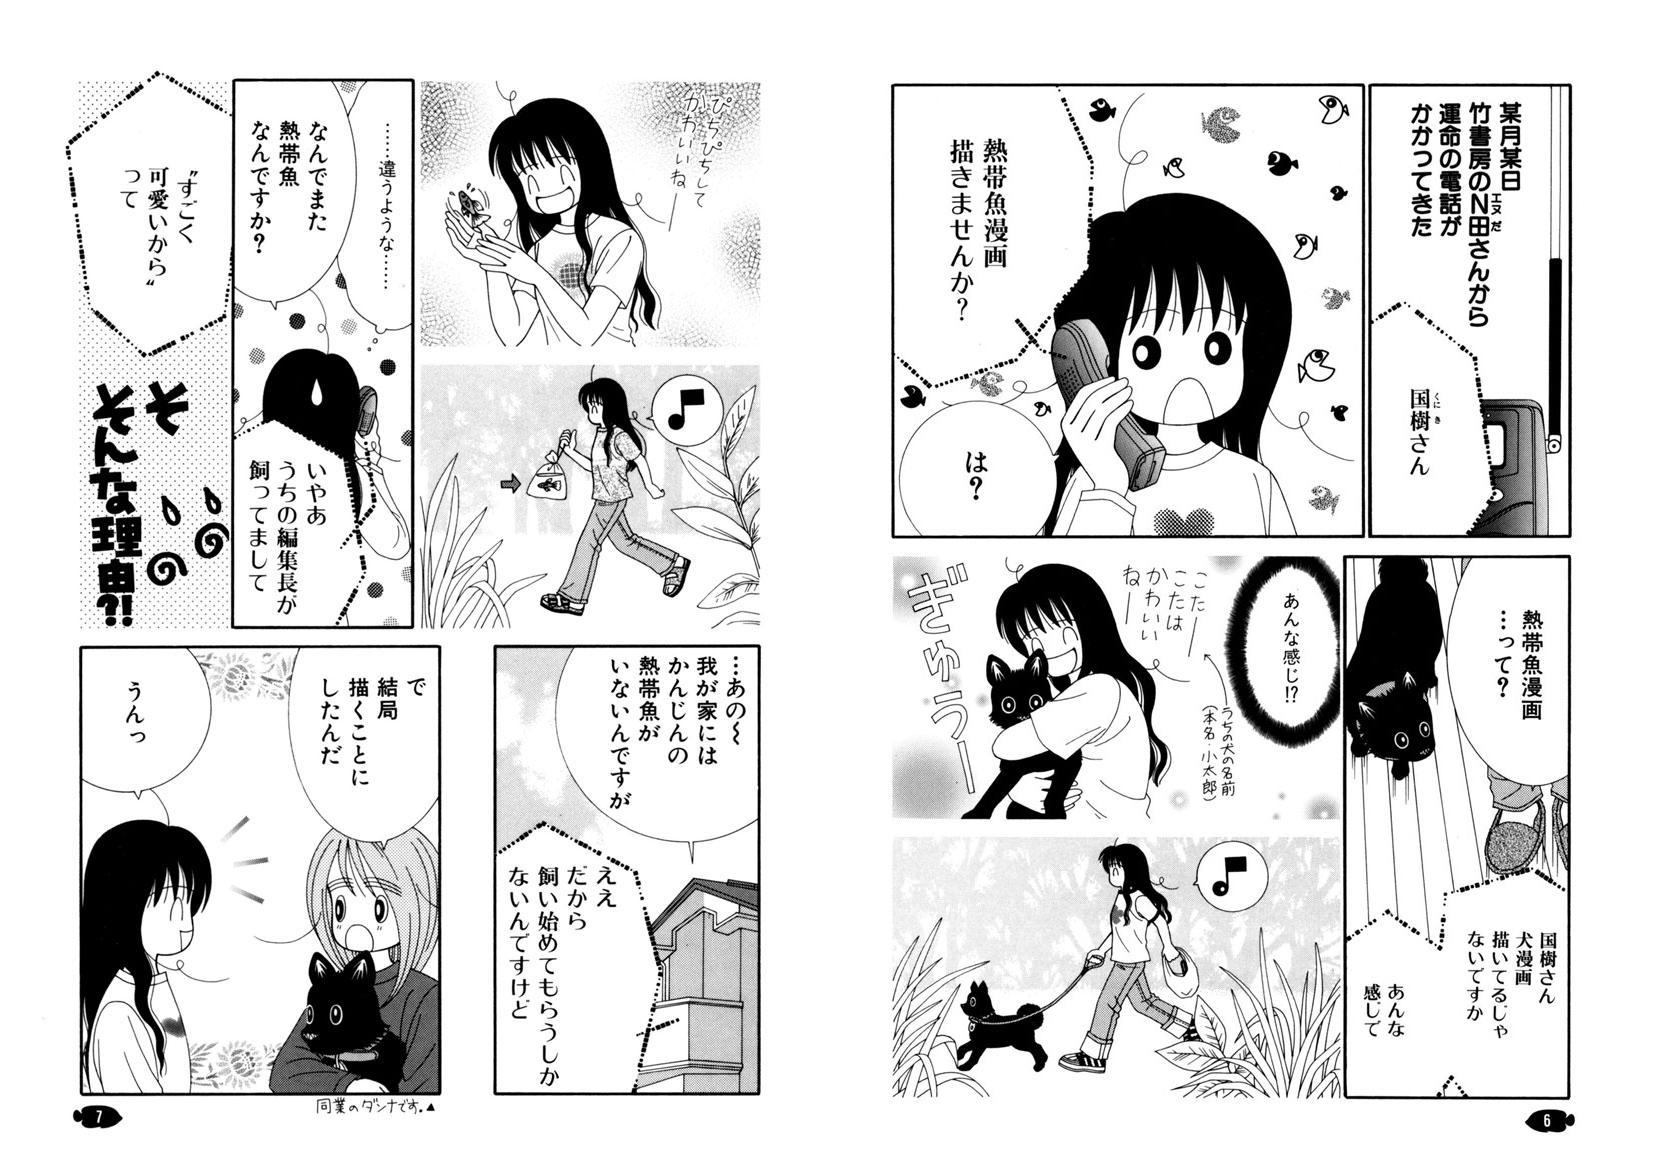 某月某日
竹書房のN田さんから
エヌだ
運命の電話が
かかってきた
国樹さん
くにき
熱帯魚漫画
描きませんか?
は?
熱帯魚漫画
…って?
国樹さん
犬漫画
描いてるじゃ
ないですか
あんな
感じで
あんな感じ!?
こたー
こたは
かわいい
ねー
うちの犬の名前
(本名・小太郎)
ぎゅうー
6
ぴちぴちして
かわいいねー
……違うような……
なんでまた
熱帯魚
なんですか?
いやあ
うちの編集長が
飼ってまして
"すごく
可愛いから"
って
そ
そんな理由?!
…あの〜
我が家には
かんじんの
熱帯魚が
いないんですが
ええ
だから
飼い始めてもらうしか
ないんですけど
で
結局
描くことに
したんだ
うんっ
同業のダンナです。▲
7